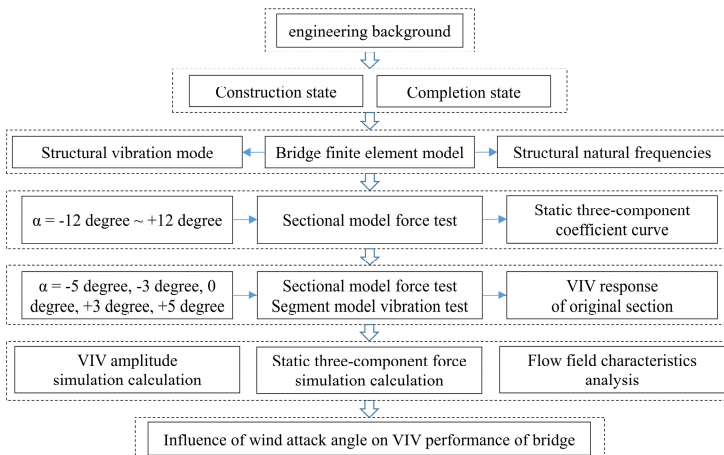 engineering background
Construction state
Completion state
Structural vibration mode
Bridge finite element model
Structural natural frequencies
α = -12 degree ~ +12 degree
Sectional model force test
Static three-component
coefficient curve
α = -5 degree, -3 degree, 0
degree, +3 degree, +5 degree
Sectional model force test
Segment model vibration test
VIV response
of original section
VIV amplitude
simulation calculation
Static three-component force
simulation calculation
Flow field characteristics
analysis
Influence of wind attack angle on VIV performance of bridge